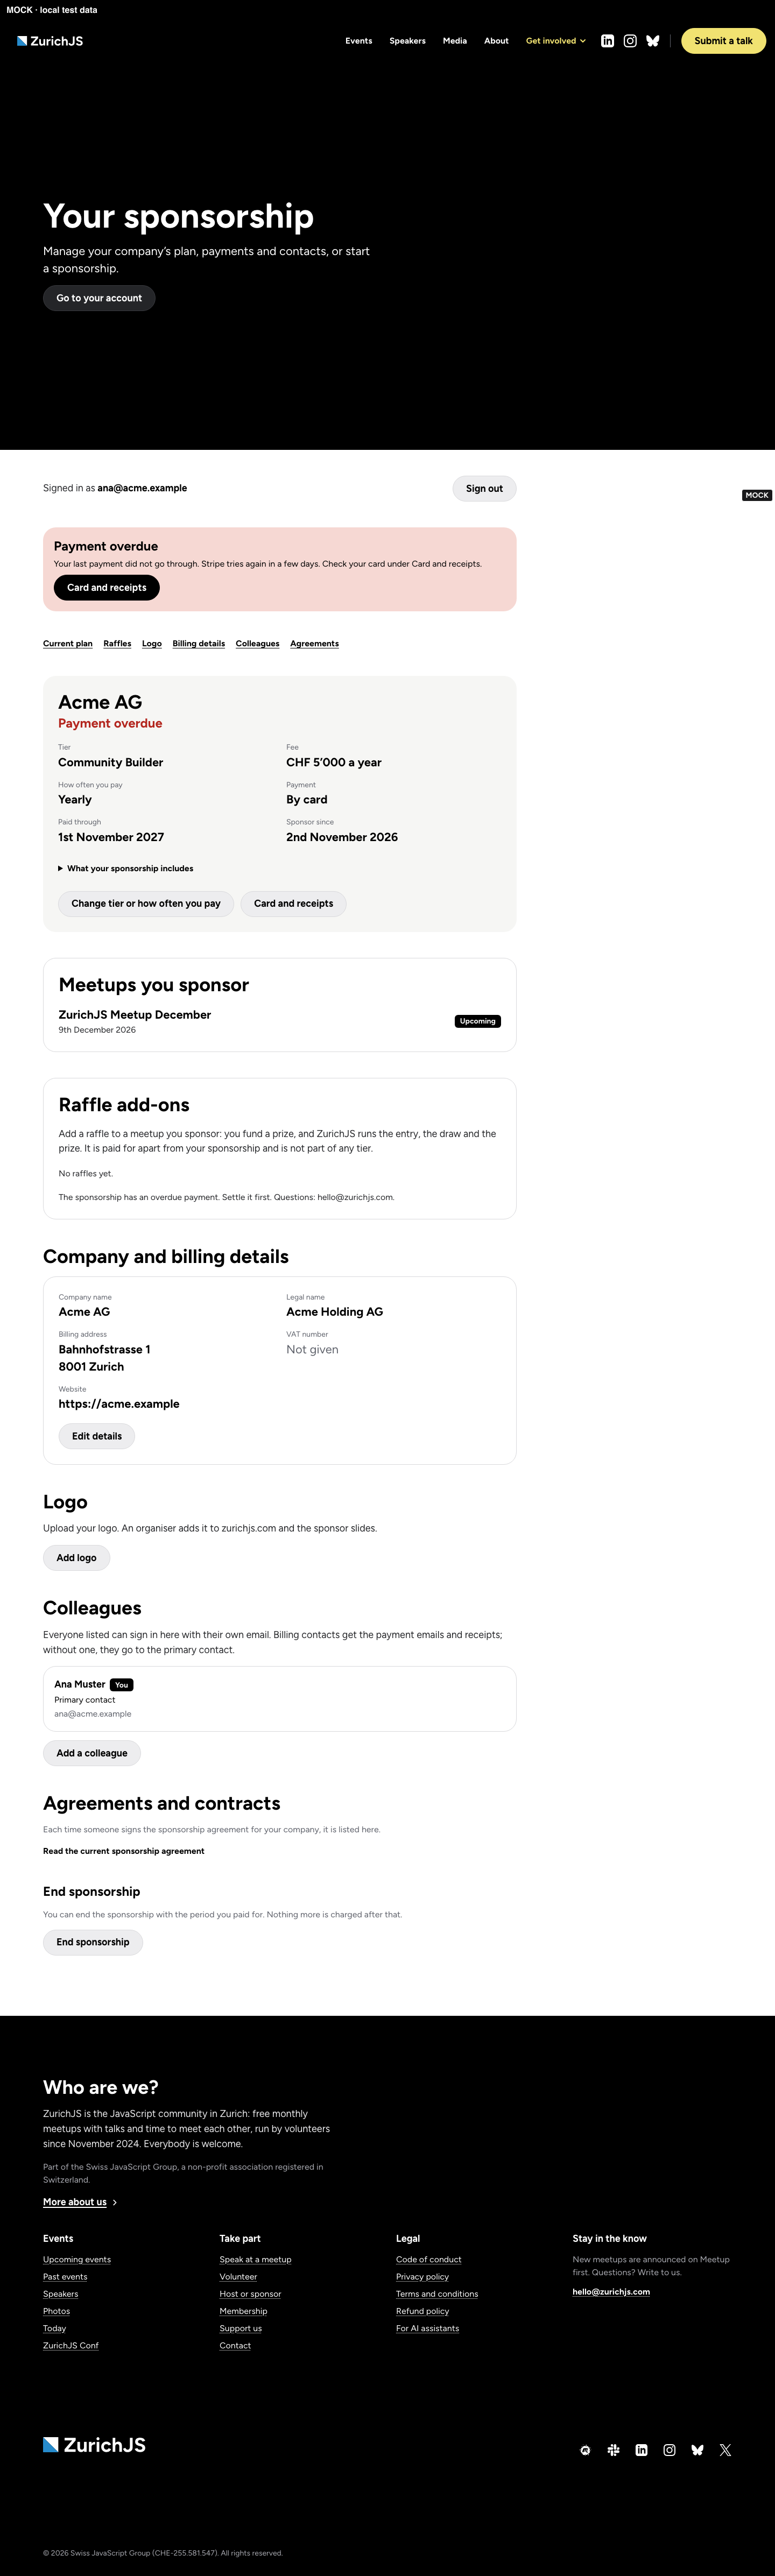 MOCK · local test data
ZurichJS
Events Speakers Media About Get involved Submit a talk
Your sponsorship
Manage your company’s plan, payments and contacts, or start
a sponsorship.
Go to your account
Signed in as ana@acme.example
Sign out
MOCK
Payment overdue
Your last payment did not go through. Stripe tries again in a few days. Check your card under Card and receipts.
Card and receipts
Current plan Raffles Logo Billing details Colleagues Agreements
Acme AG
Payment overdue
Tier
Community Builder
Fee
CHF 5’000 a year
How often you pay
Yearly
Payment
By card
Paid through
1st November 2027
Sponsor since
2nd November 2026
What your sponsorship includes
Change tier or how often you pay
Card and receipts
Meetups you sponsor
ZurichJS Meetup December
9th December 2026
Upcoming
Raffle add-ons
Add a raffle to a meetup you sponsor: you fund a prize, and ZurichJS runs the entry, the draw and the
prize. It is paid for apart from your sponsorship and is not part of any tier.
No raffles yet.
The sponsorship has an overdue payment. Settle it first. Questions: hello@zurichjs.com.
Company and billing details
Company name
Acme AG
Legal name
Acme Holding AG
Billing address
Bahnhofstrasse 1
8001 Zurich
VAT number
Not given
Website
https://acme.example
Edit details
Logo
Upload your logo. An organiser adds it to zurichjs.com and the sponsor slides.
Add logo
Colleagues
Everyone listed can sign in here with their own email. Billing contacts get the payment emails and receipts;
without one, they go to the primary contact.
Ana Muster You
Primary contact
ana@acme.example
Add a colleague
Agreements and contracts
Each time someone signs the sponsorship agreement for your company, it is listed here.
Read the current sponsorship agreement
End sponsorship
You can end the sponsorship with the period you paid for. Nothing more is charged after that.
End sponsorship
Who are we?
ZurichJS is the JavaScript community in Zurich: free monthly
meetups with talks and time to meet each other, run by volunteers
since November 2024. Everybody is welcome.
Part of the Swiss JavaScript Group, a non-profit association registered in
Switzerland.
More about us
Events
Upcoming events
Past events
Speakers
Photos
Today
ZurichJS Conf
Take part
Speak at a meetup
Volunteer
Host or sponsor
Membership
Support us
Contact
Legal
Code of conduct
Privacy policy
Terms and conditions
Refund policy
For AI assistants
Stay in the know
New meetups are announced on Meetup
first. Questions? Write to us.
hello@zurichjs.com
ZurichJS
© 2026 Swiss JavaScript Group (CHE-255.581.547). All rights reserved.